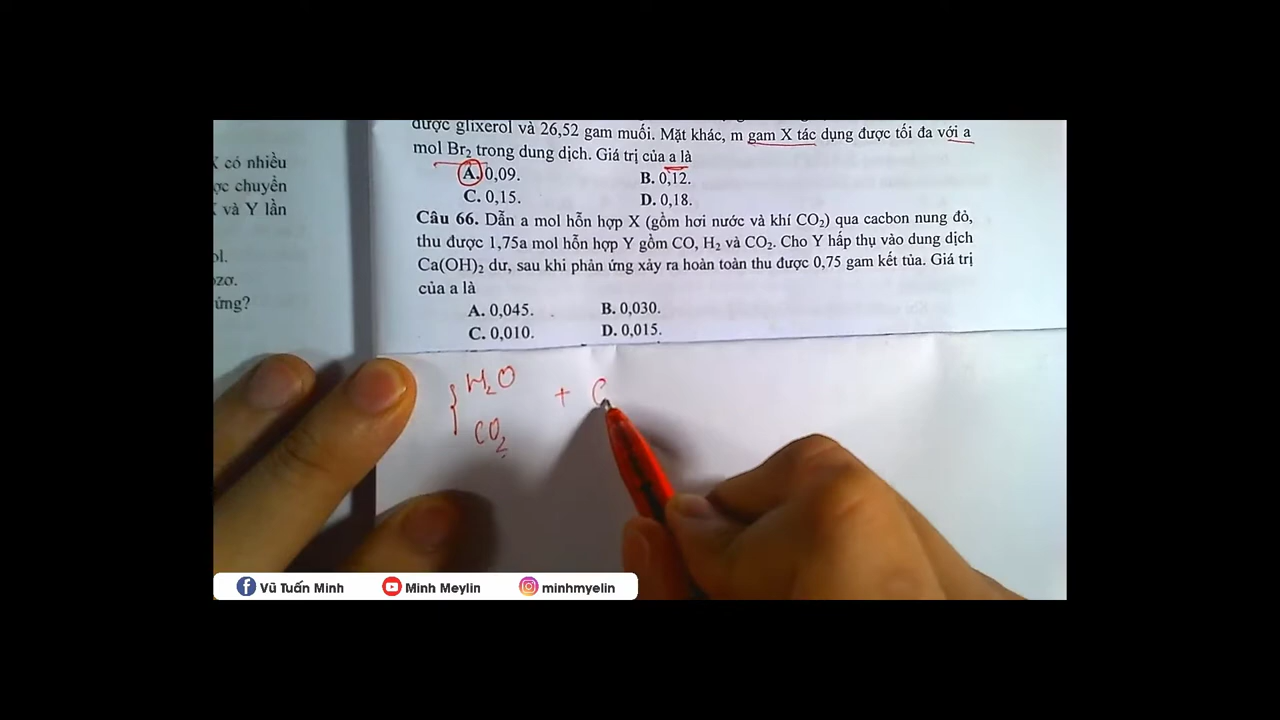 được glixerol và 26,52 gam muối. Mặt khác, m gam X tác dụng được tối đa với a
mol Br₂ trong dung dịch. Giá trị của a là
A. 0,09. B. 0,12.
C. 0,15. D. 0,18.
Câu 66. Dẫn a mol hỗn hợp X (gồm hơi nước và khí CO₂) qua cacbon nung đỏ,
thu được 1,75a mol hỗn hợp Y gồm CO, H₂ và CO₂. Cho Y hấp thụ vào dung dịch
Ca(OH)₂ dư, sau khi phản ứng xảy ra hoàn toàn thu được 0,75 gam kết tủa. Giá trị
của a là
A. 0,045. B. 0,030.
C. 0,010. D. 0,015.
X có nhiều
ợc chuyển
và Y lần
ol.
ozơ.
ứng?
H₂O + C
CO₂
Vũ Tuấn Minh Minh Meylin minhmyelin